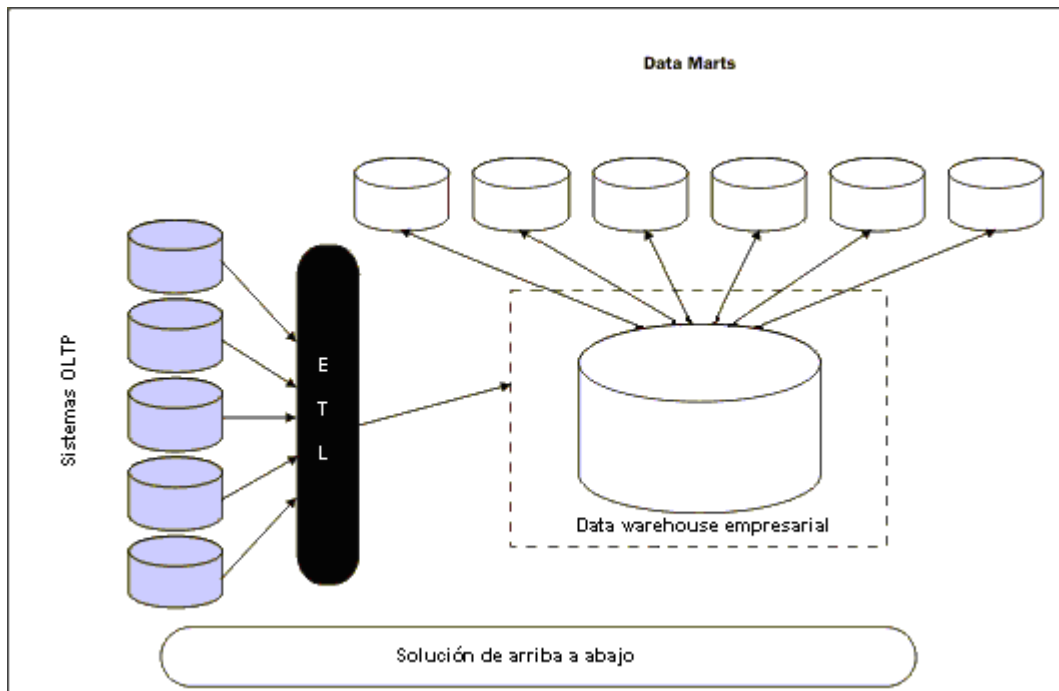 Data Marts
Sistemas OLTP
E
T
L
Data warehouse empresarial
Solución de arriba a abajo